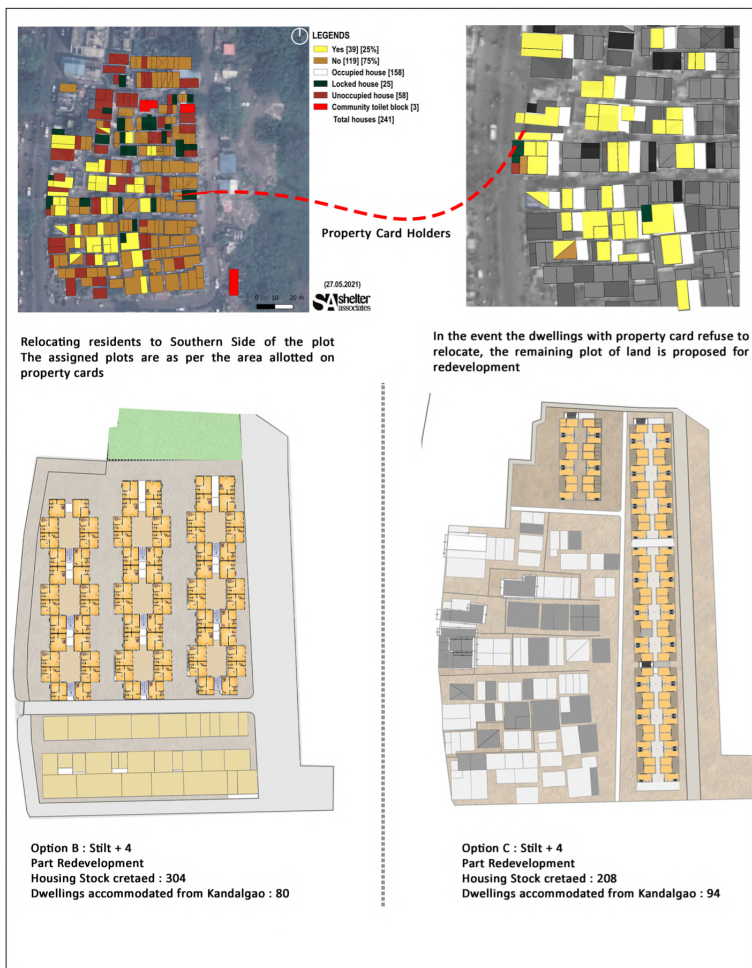 LEGENDS
Yes [39] [25%]
No [119] [75%]
Occupied house [158]
Locked house [25]
Unoccupied house [58]
Community toilet block [3]
Total houses [241]
Property Card Holders
(27.05.2021)
SA shelter
associates
0 10 20 m
Relocating residents to Southern Side of the plot
The assigned plots are as per the area allotted on
property cards
In the event the dwellings with property card refuse to
relocate, the remaining plot of land is proposed for
redevelopment
Option B : Stilt + 4
Part Redevelopment
Housing Stock cretaed : 304
Dwellings accommodated from Kandalgao : 80
Option C : Stilt + 4
Part Redevelopment
Housing Stock cretaed : 208
Dwellings accommodated from Kandalgao : 94